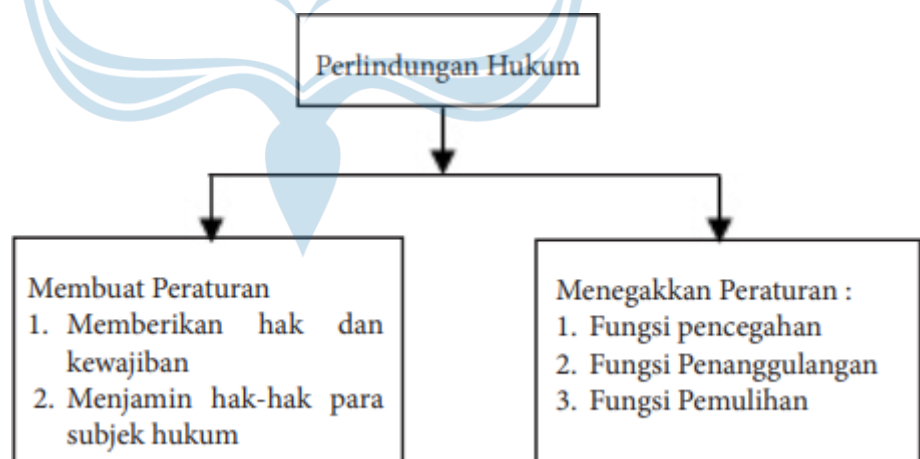 Perlindungan Hukum
Membuat Peraturan
1. Memberikan hak dan
kewajiban
2. Menjamin hak-hak para
subjek hukum
Menegakkan Peraturan :
1. Fungsi pencegahan
2. Fungsi Penanggulangan
3. Fungsi Pemulihan